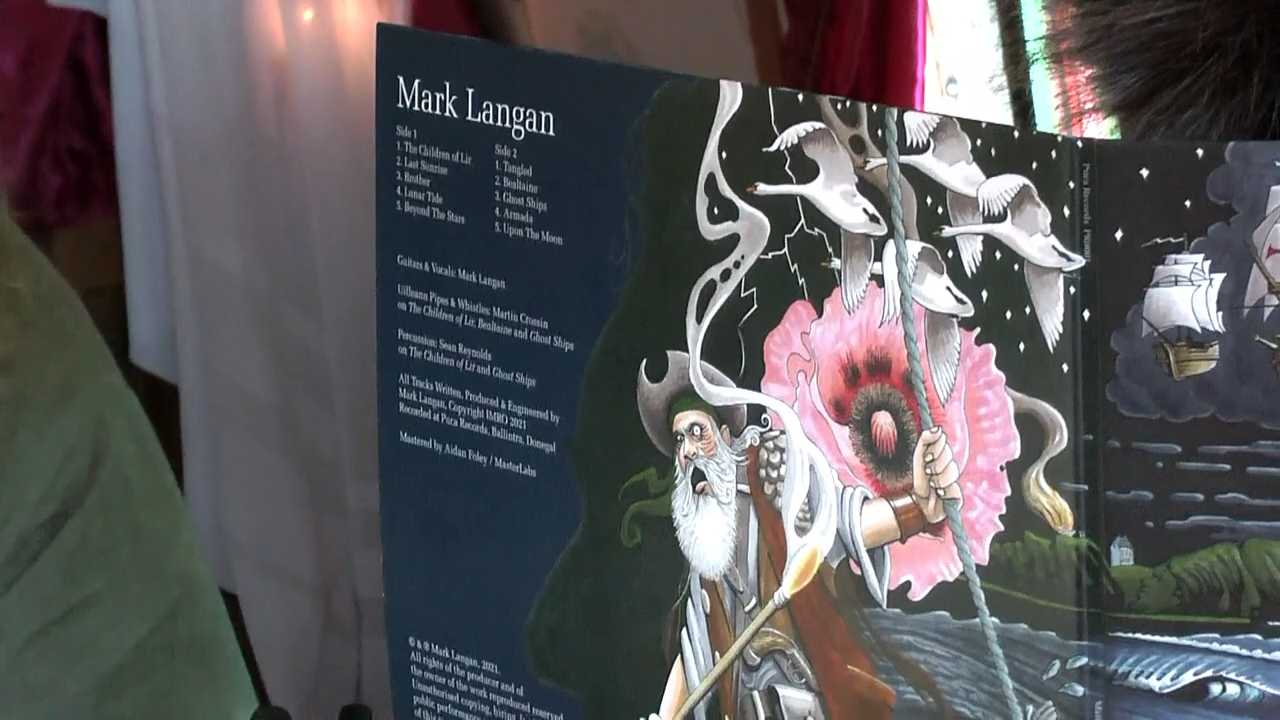 Mark Langan
Side 1
1. The Children of Lir
2. Last Sunrise
3. Brother
4. Lunar Tide
5. Beyond The Stars
Side 2
1. Tangled
2. Bealtaine
3. Ghost Ships
4. Armada
5. Upon The Moon
Guitars & Vocals: Mark Langan
Uilleann Pipes & Whistles: Martin Crossin
on The Children of Lir, Bealtaine and Ghost Ships
Percussion: Sean Reynolds
on The Children of Lir and Ghost Ships
All Tracks Written, Produced & Engineered by
Mark Langan, Copyright IMRO 2021
Recorded at Puca Records, Ballintra, Donegal
Mastered by Aidan Foley / MasterLabs
© & ℗ Mark Langan, 2021.
All rights of the producer and of
the owner of the work reproduced reserved
Unauthorised copying, hiring,
public performance
of this
Puca Records